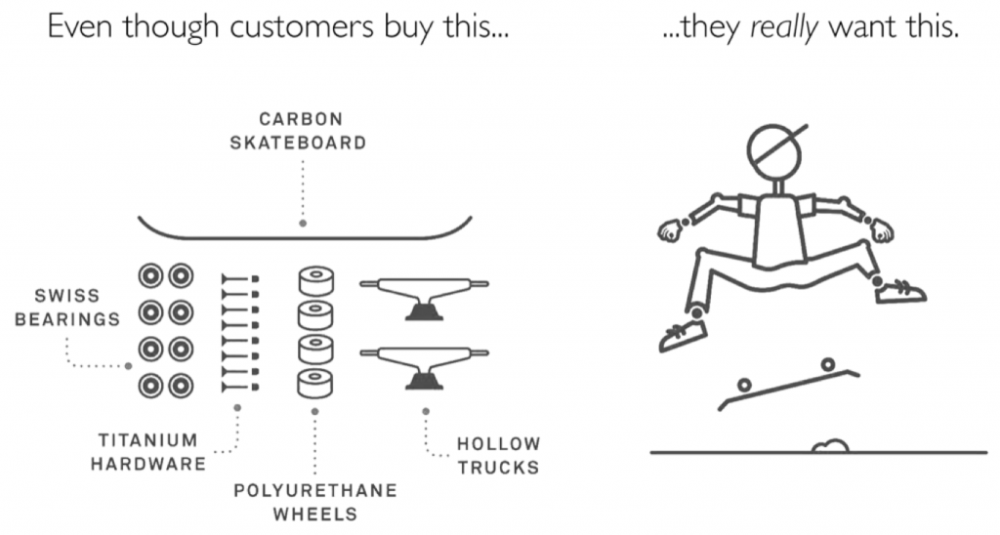 Even though customers buy this...
...they really want this.
CARBON
SKATEBOARD
SWISS
BEARINGS
TITANIUM
HARDWARE
POLYURETHANE
WHEELS
HOLLOW
TRUCKS